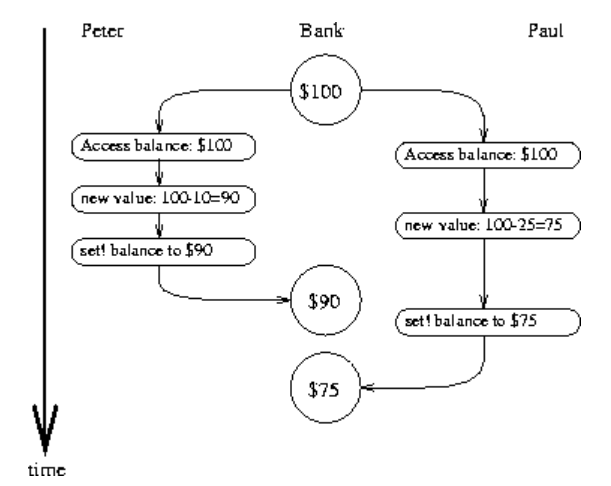 Peter Bank Paul
$100
Access balance: $100
Access balance: $100
new value: 100-10=90
new value: 100-25=75
set! balance to $90
$90
set! balance to $75
$75
time